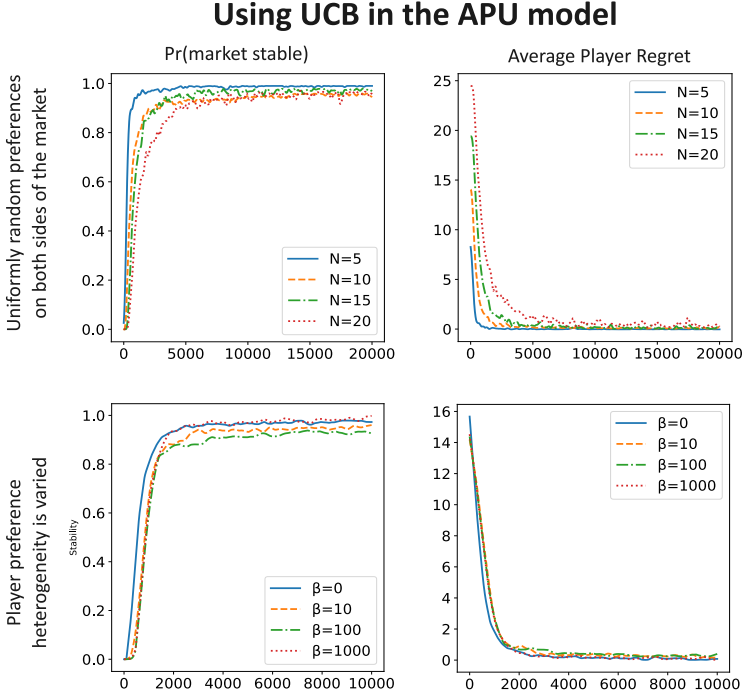 Using UCB in the APU model
Pr(market stable)
Average Player Regret
Uniformly random preferences
on both sides of the market
1.0
0.8
0.6
0.4
0.2
0.0
0 5000 10000 15000 20000
N=5
N=10
N=15
N=20
25
20
15
10
5
0
0 5000 10000 15000 20000
N=5
N=10
N=15
N=20
Player preference
heterogeneity is varied
Stability
1.0
0.8
0.6
0.4
0.2
0.0
0 2000 4000 6000 8000 10000
β=0
β=10
β=100
β=1000
16
14
12
10
8
6
4
2
0
0 2000 4000 6000 8000 10000
β=0
β=10
β=100
β=1000